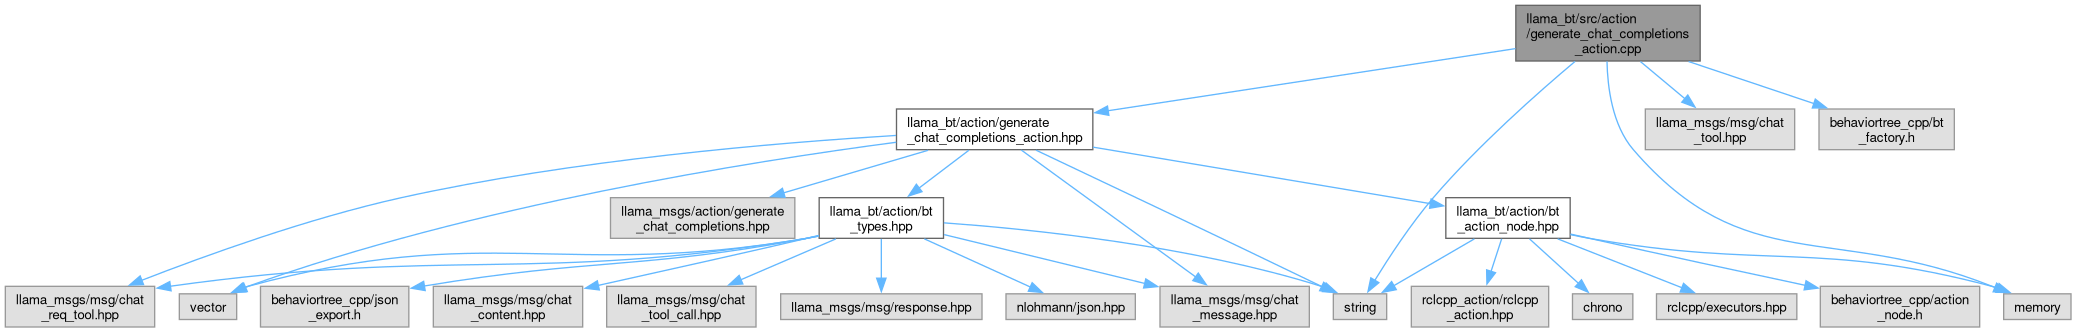 llama_bt/src/action
/generate_chat_completions
_action.cpp
llama_bt/action/generate
_chat_completions_action.hpp
llama_msgs/msg/chat
_tool.hpp
behaviortree_cpp/bt
_factory.h
llama_msgs/action/generate
_chat_completions.hpp
llama_bt/action/bt
_types.hpp
llama_bt/action/bt
_action_node.hpp
llama_msgs/msg/chat
_req_tool.hpp
vector
behaviortree_cpp/json
_export.h
llama_msgs/msg/chat
_content.hpp
llama_msgs/msg/chat
_tool_call.hpp
llama_msgs/msg/response.hpp
nlohmann/json.hpp
llama_msgs/msg/chat
_message.hpp
string
rclcpp_action/rclcpp
_action.hpp
chrono
rclcpp/executors.hpp
behaviortree_cpp/action
_node.h
memory